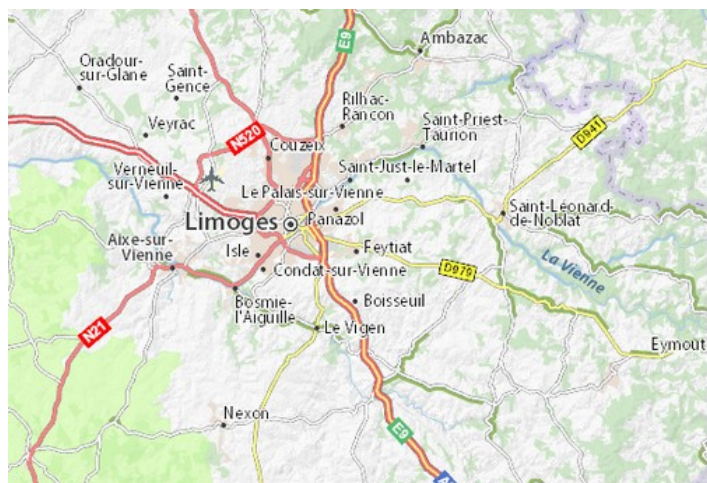 E9
Ambazac
Oradour-
sur-Glane
Saint-
Gence
Rilhac-
Rancon
Veyrac
N520
Couzeix
Saint-Priest-
Taurion
D941
Verneuil-
sur-Vienne
Saint-Just-le-Martel
Le Palais-sur-Vienne
Limoges
Panazol
Saint-Léonard-
de-Noblat
Aixe-sur-
Vienne
Isle
Feytiat
La Vienne
Condat-sur-Vienne
D979
Bosmie-
l'Aiguille
Boisseuil
N21
Le Vigen
Eymout
Nexon
E9